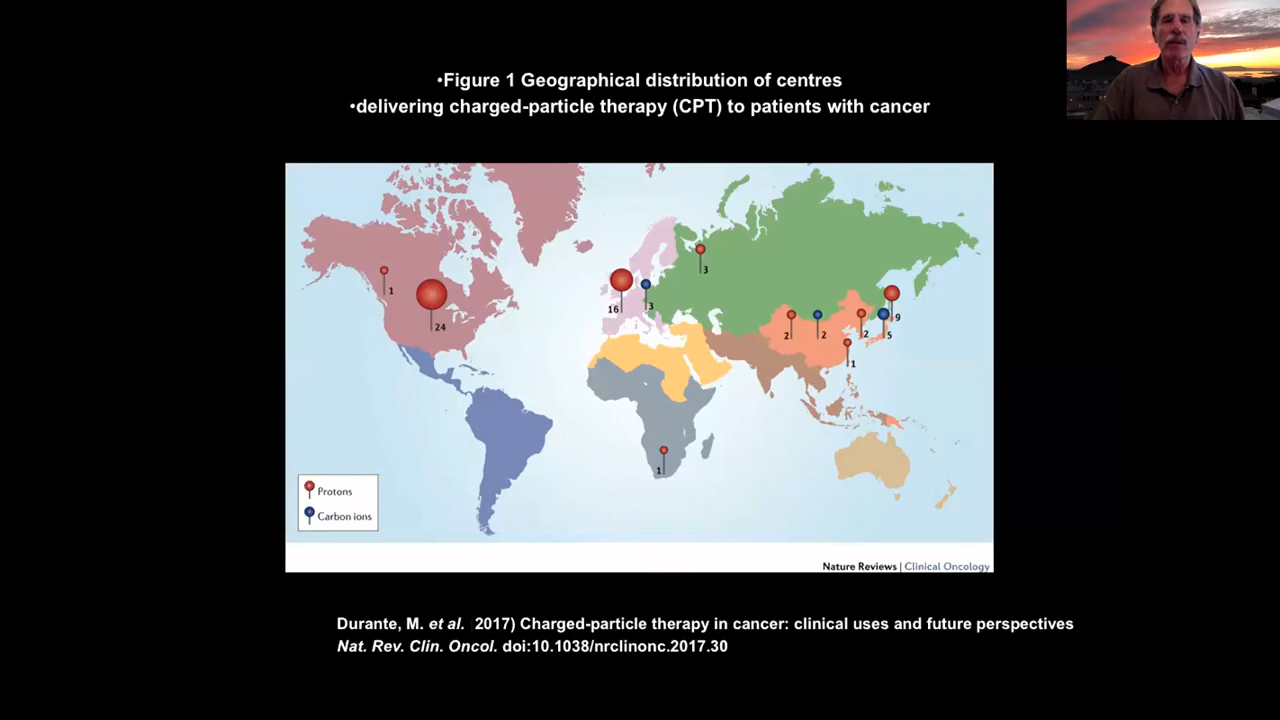 •Figure 1 Geographical distribution of centres
•delivering charged-particle therapy (CPT) to patients with cancer
1
24
16
3
3
2
2
2
9
5
1
1
Protons
Carbon ions
Nature Reviews | Clinical Oncology
Durante, M. et al. 2017) Charged-particle therapy in cancer: clinical uses and future perspectives
Nat. Rev. Clin. Oncol. doi:10.1038/nrclinonc.2017.30